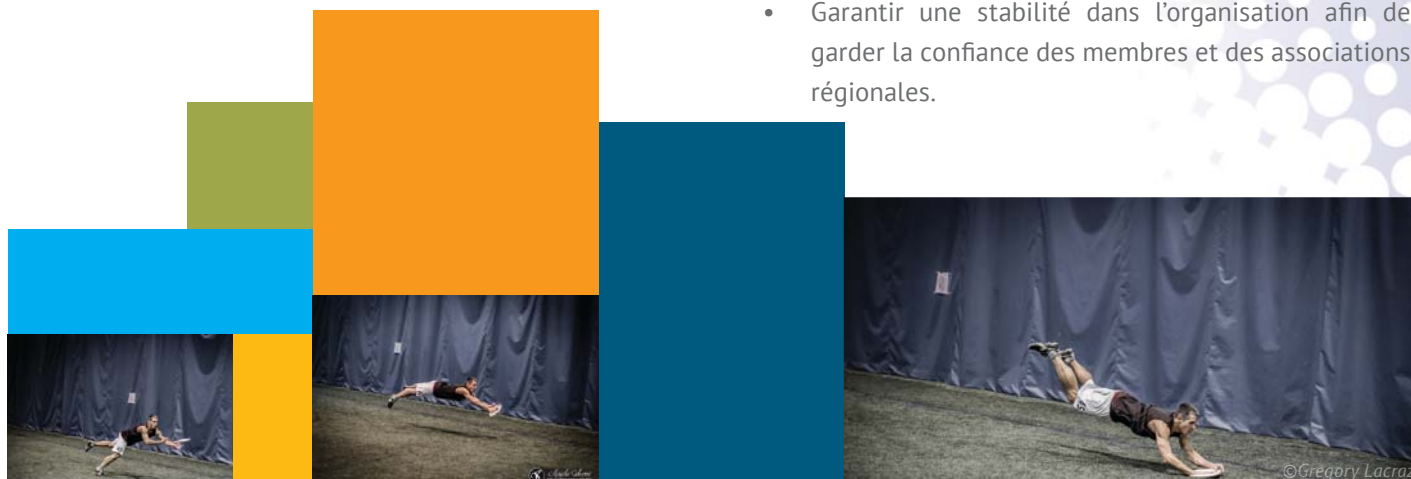 • Garantir une stabilité dans l’organisation afin de
garder la confiance des membres et des associations
régionales.
©Gregory Lacraz